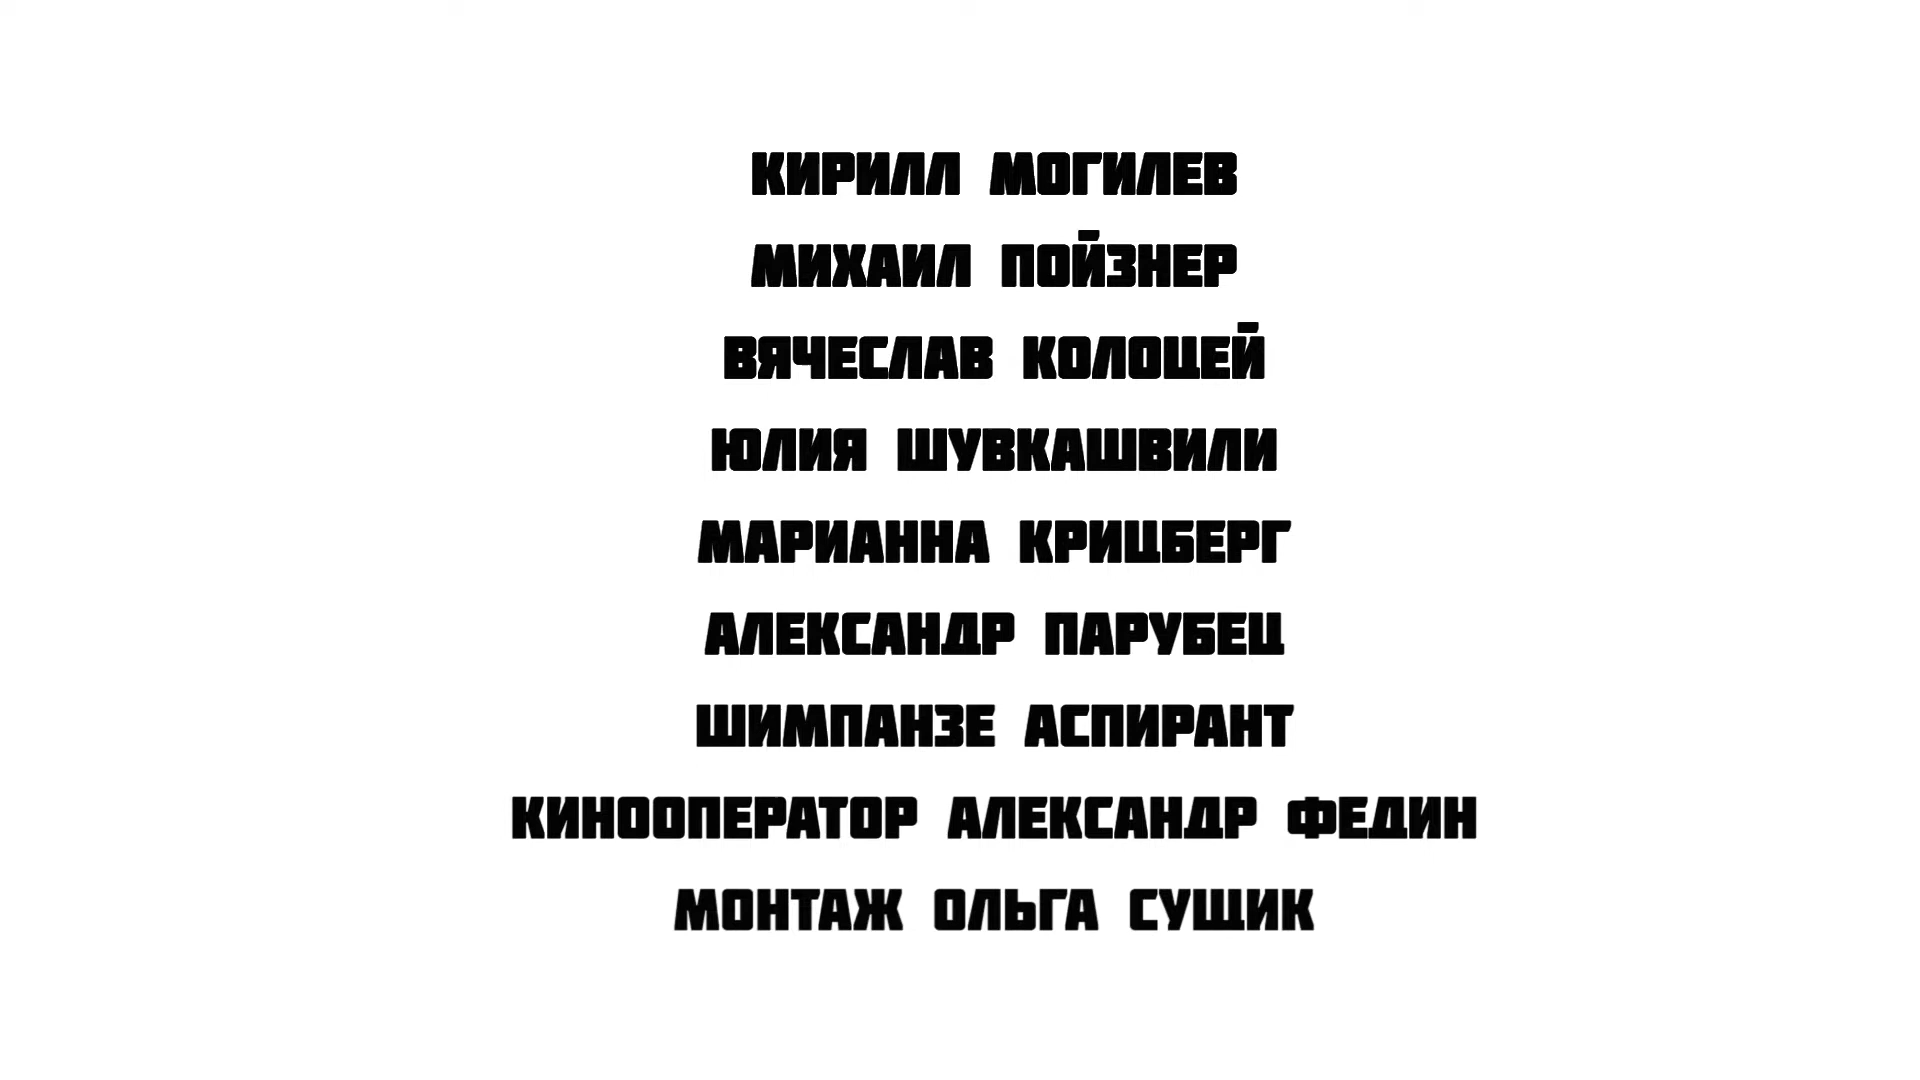 КИРИЛЛ МОГИЛЕВ
МИХАИЛ ПОЙЗНЕР
ВЯЧЕСЛАВ КОЛОЦЕЙ
ЮЛИЯ ШУВКАШВИЛИ
МАРИАННА КРИЦБЕРГ
АЛЕКСАНДР ПАРУБЕЦ
ШИМПАНЗЕ АСПИРАНТ
КИНООПЕРАТОР АЛЕКСАНДР ФЕДИН
МОНТАЖ ОЛЬГА СУЩИК